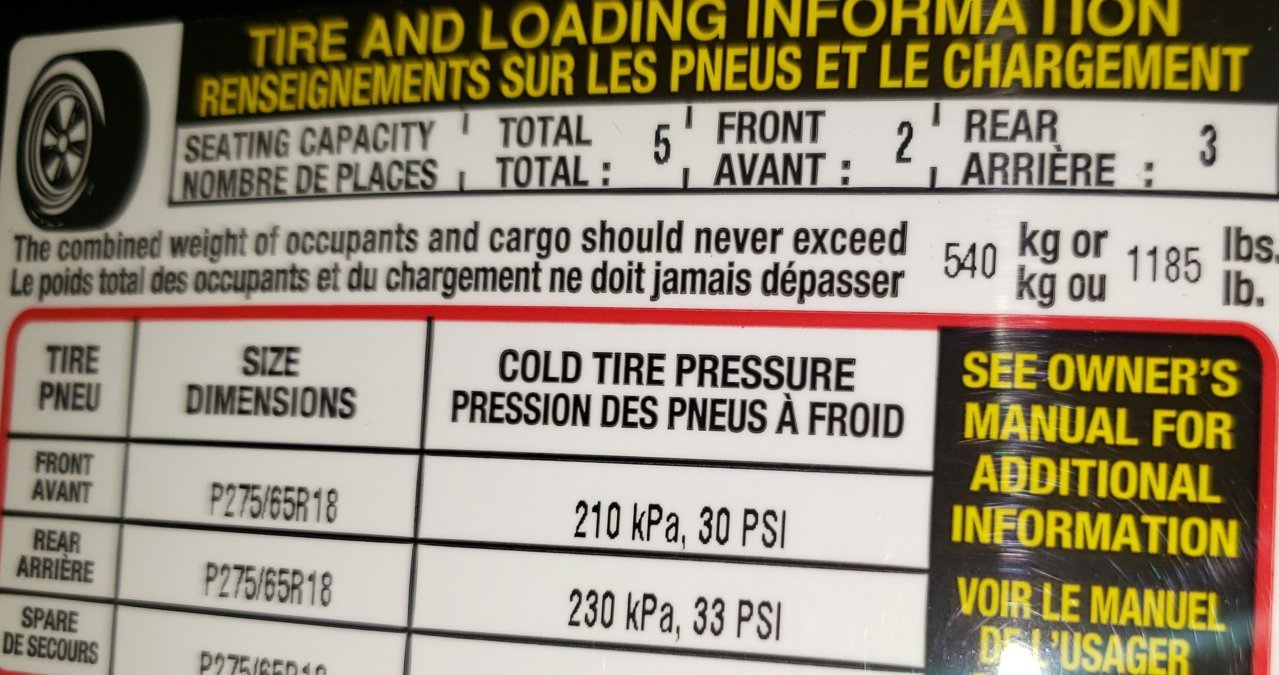 TIRE AND LOADING INFORMATION
RENSEIGNEMENTS SUR LES PNEUS ET LE CHARGEMENT
SEATING CAPACITY TOTAL 5 FRONT 2 REAR 3
NOMBRE DE PLACES TOTAL : AVANT : ARRIÈRE :
The combined weight of occupants and cargo should never exceed 540 kg or 1185 lbs.
Le poids total des occupants et du chargement ne doit jamais dépasser kg ou lb.
TIRE SIZE COLD TIRE PRESSURE
PNEU DIMENSIONS PRESSION DES PNEUS À FROID
SEE OWNER'S
MANUAL FOR
ADDITIONAL
INFORMATION
FRONT
AVANT P275/65R18 210 kPa, 30 PSI
REAR
ARRIÈRE P275/65R18 230 kPa, 33 PSI
SPARE
DE SECOURS P275/65R18
VOIR LE MANUEL
DE L'USAGER